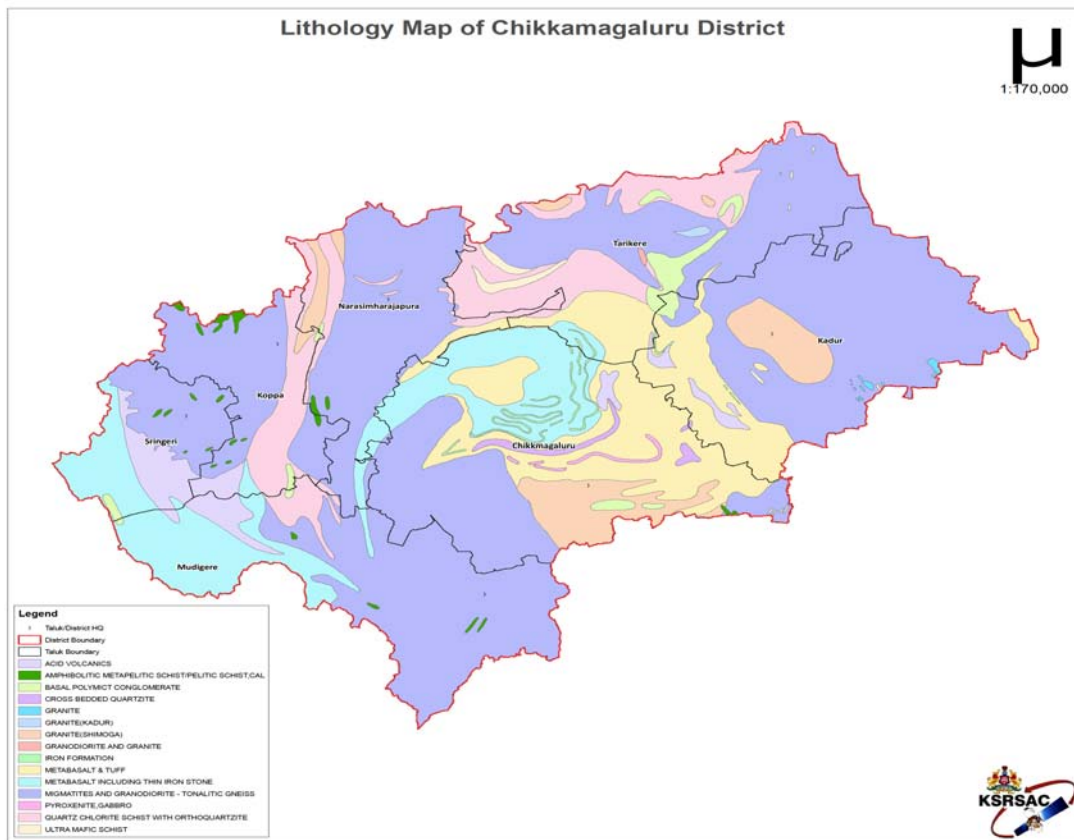 Lithology Map of Chikkamagaluru District
μ
1:170,000
Tarikere
Narasimharajapura
Kadur
Koppa
Sringeri
Chikkmagaluru
Mudigere
Legend
Taluk/District HQ
District Boundary
Taluk Boundary
ACID VOLCANICS
AMPHIBOLITIC METAPELITIC SCHIST/PELITIC SCHIST,CAL
BASAL POLYMICT CONGLOMERATE
CROSS BEDDED QUARTZITE
GRANITE
GRANITE(KADUR)
GRANITE(SHIMOGA)
GRANODIORITE AND GRANITE
IRON FORMATION
METABASALT & TUFF
METABASALT INCLUDING THIN IRON STONE
MIGMATITES AND GRANODIORITE - TONALITIC GNEISS
PYROXENITE,GABBRO
QUARTZ CHLORITE SCHIST WITH ORTHOQUARTZITE
ULTRA MAFIC SCHIST
KSRSAC